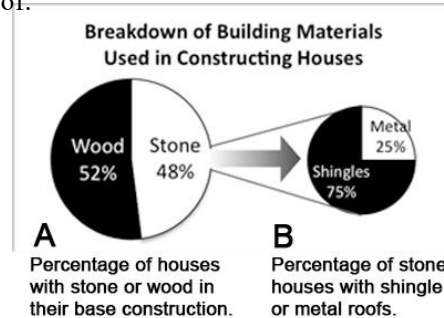 of.
Breakdown of Building Materials
Used in Constructing Houses
Wood
52%
Stone
48%
Metal
25%
Shingles
75%
A
B
Percentage of houses
with stone or wood in
their base construction.
Percentage of stone
houses with shingle
or metal roofs.